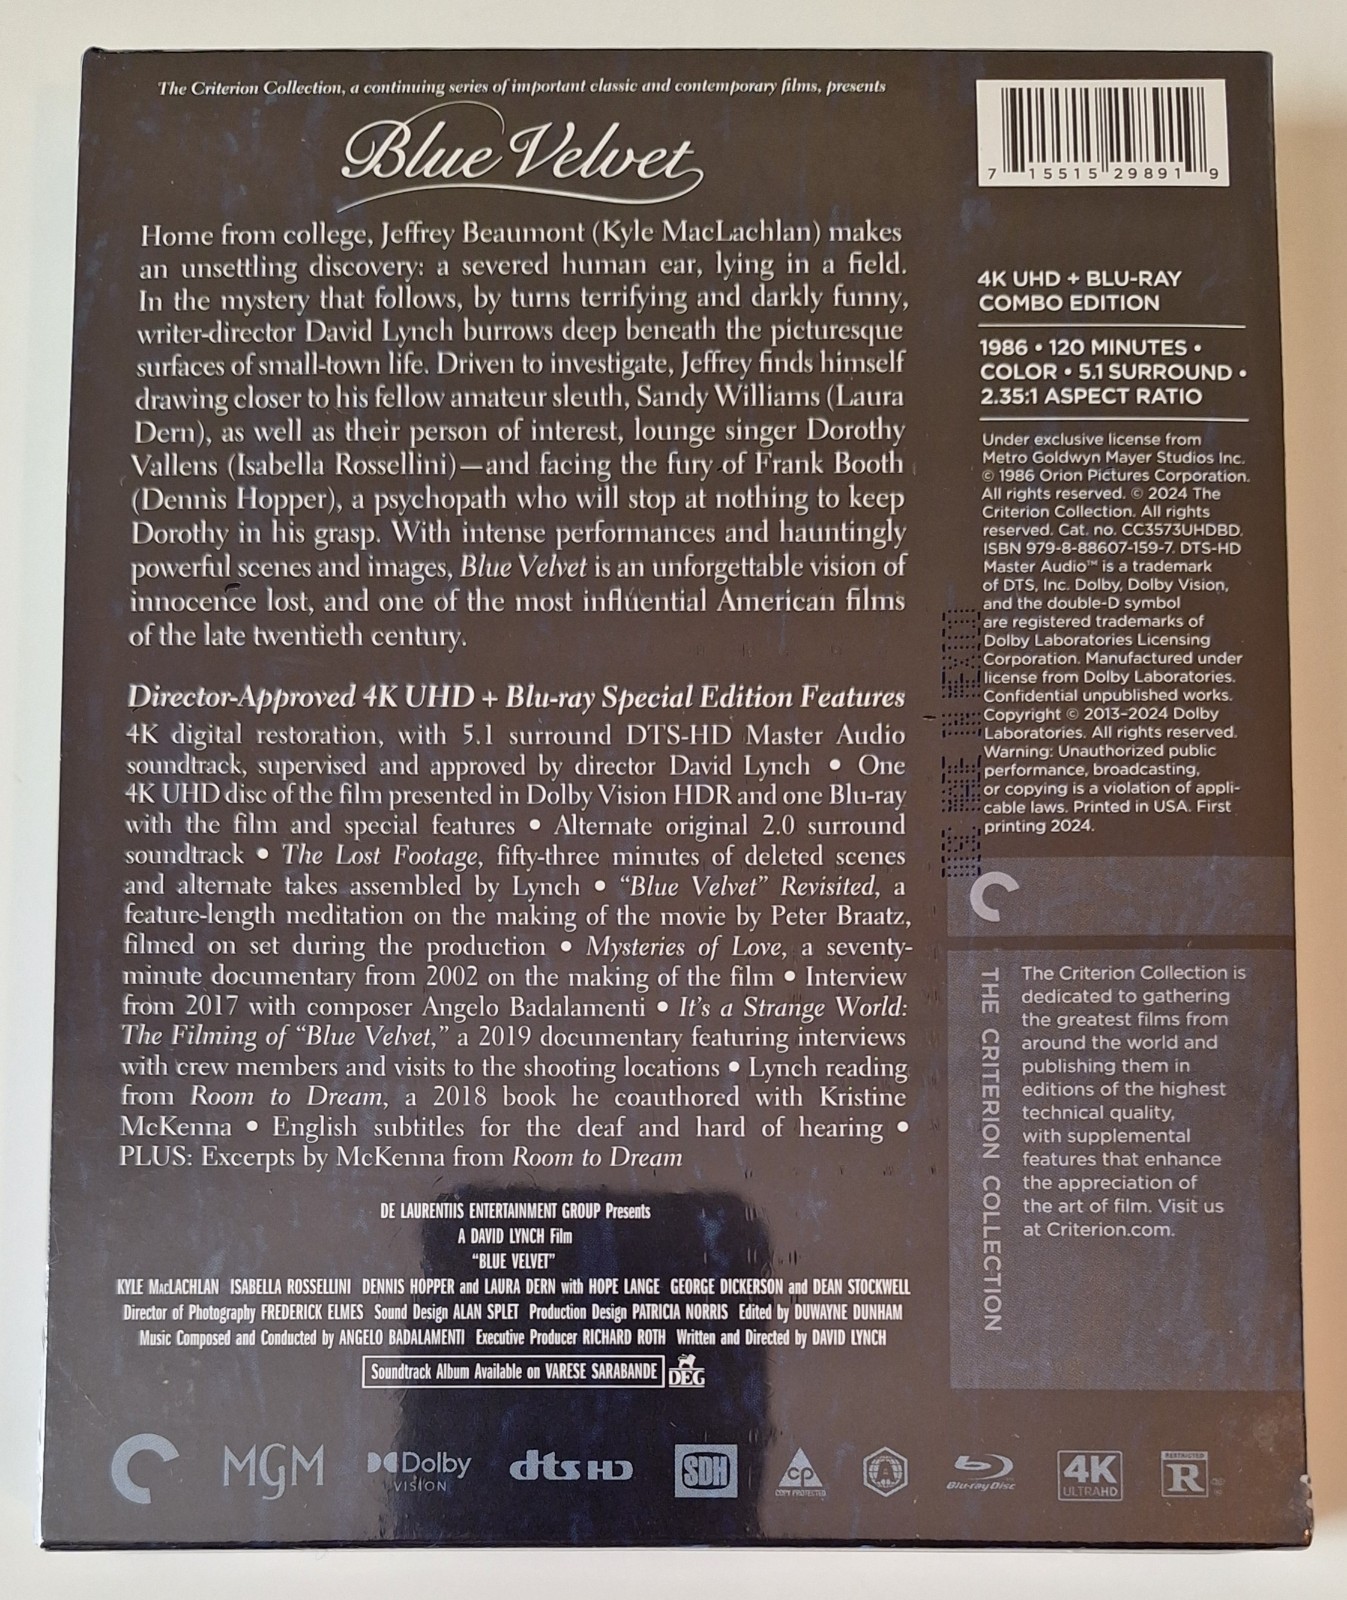 The Criterion Collection, a continuing series of important classic and contemporary films, presents
Blue Velvet
Home from college, Jeffrey Beaumont (Kyle MacLachlan) makes
an unsettling discovery: a severed human ear, lying in a field.
In the mystery that follows, by turns terrifying and darkly funny,
writer-director David Lynch burrows deep beneath the picturesque
surfaces of small-town life. Driven to investigate, Jeffrey finds himself
drawing closer to his fellow amateur sleuth, Sandy Williams (Laura
Dern), as well as their person of interest, lounge singer Dorothy
Vallens (Isabella Rossellini)—and facing the fury of Frank Booth
(Dennis Hopper), a psychopath who will stop at nothing to keep
Dorothy in his grasp. With intense performances and hauntingly
powerful scenes and images, Blue Velvet is an unforgettable vision of
innocence lost, and one of the most influential American films
of the late twentieth century.
Director-Approved 4K UHD + Blu-ray Special Edition Features
4K digital restoration, with 5.1 surround DTS-HD Master Audio
soundtrack, supervised and approved by director David Lynch • One
4K UHD disc of the film presented in Dolby Vision HDR and one Blu-ray
with the film and special features • Alternate original 2.0 surround
soundtrack • The Lost Footage, fifty-three minutes of deleted scenes
and alternate takes assembled by Lynch • “Blue Velvet” Revisited, a
feature-length meditation on the making of the movie by Peter Braatz,
filmed on set during the production • Mysteries of Love, a seventy-
minute documentary from 2002 on the making of the film • Interview
from 2017 with composer Angelo Badalamenti • It’s a Strange World:
The Filming of “Blue Velvet,” a 2019 documentary featuring interviews
with crew members and visits to the shooting locations • Lynch reading
from Room to Dream, a 2018 book he coauthored with Kristine
McKenna • English subtitles for the deaf and hard of hearing •
PLUS: Excerpts by McKenna from Room to Dream
DE LAURENTIIS ENTERTAINMENT GROUP Presents
A DAVID LYNCH Film
“BLUE VELVET”
KYLE MacLACHLAN ISABELLA ROSSELLINI DENNIS HOPPER and LAURA DERN with HOPE LANGE GEORGE DICKERSON and DEAN STOCKWELL
Director of Photography FREDERICK ELMES Sound Design ALAN SPLET Production Design PATRICIA NORRIS Edited by DUWAYNE DUNHAM
Music Composed and Conducted by ANGELO BADALAMENTI Executive Producer RICHARD ROTH Written and Directed by DAVID LYNCH
Soundtrack Album Available on VARESE SARABANDE DEG
7 15515 29891 9
4K UHD + BLU-RAY
COMBO EDITION
1986 • 120 MINUTES •
COLOR • 5.1 SURROUND •
2.35:1 ASPECT RATIO
Under exclusive license from
Metro Goldwyn Mayer Studios Inc.
© 1986 Orion Pictures Corporation.
All rights reserved. © 2024 The
Criterion Collection. All rights
reserved. Cat. no. CC3573UHDBD.
ISBN 979-8-88607-159-7. DTS-HD
Master Audio™ is a trademark
of DTS, Inc. Dolby, Dolby Vision,
and the double-D symbol
are registered trademarks of
Dolby Laboratories Licensing
Corporation. Manufactured under
license from Dolby Laboratories.
Confidential unpublished works.
Copyright © 2013–2024 Dolby
Laboratories. All rights reserved.
Warning: Unauthorized public
performance, broadcasting,
or copying is a violation of appli-
cable laws. Printed in USA. First
printing 2024.
THE CRITERION COLLECTION
The Criterion Collection is
dedicated to gathering
the greatest films from
around the world and
publishing them in
editions of the highest
technical quality,
with supplemental
features that enhance
the appreciation of
the art of film. Visit us
at Criterion.com.
MGM
Dolby
VISION
dts HD
SDH
cp
COPY PROTECTED
A
Blu-ray Disc
4K
ULTRA HD
RESTRICTED
R